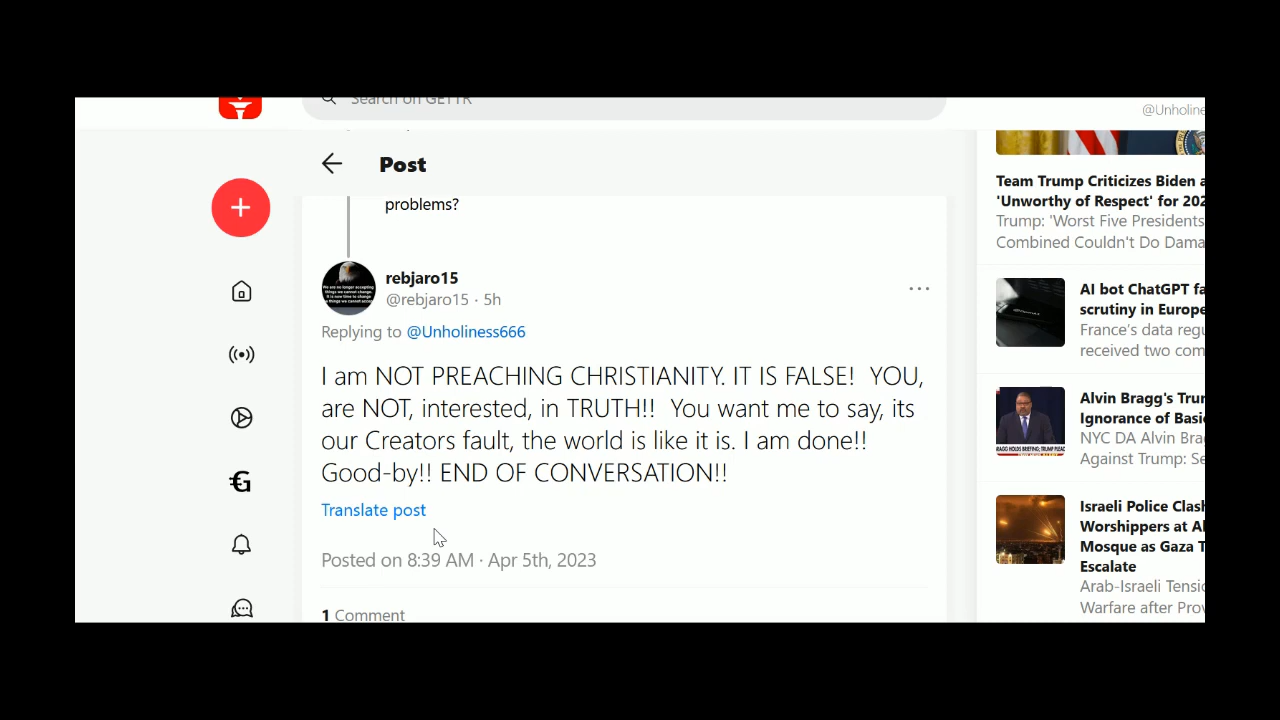 Search on GETTR
@Unholine
Post
problems?
rebjaro15
@rebjaro15 · 5h
Replying to @Unholiness666
I am NOT PREACHING CHRISTIANITY. IT IS FALSE!  YOU,
are NOT, interested, in TRUTH!!  You want me to say, its
our Creators fault, the world is like it is. I am done!!
Good-by!! END OF CONVERSATION!!
Translate post
Posted on 8:39 AM · Apr 5th, 2023
1 Comment
Team Trump Criticizes Biden a
'Unworthy of Respect' for 202
Trump: 'Worst Five Presidents
Combined Couldn't Do Dama
AI bot ChatGPT fa
scrutiny in Europe
France's data regu
received two com
Alvin Bragg's Trun
Ignorance of Basic
NYC DA Alvin Brag
Against Trump: Se
Israeli Police Clash
Worshippers at Al
Mosque as Gaza T
Escalate
Arab-Israeli Tensio
Warfare after Prov